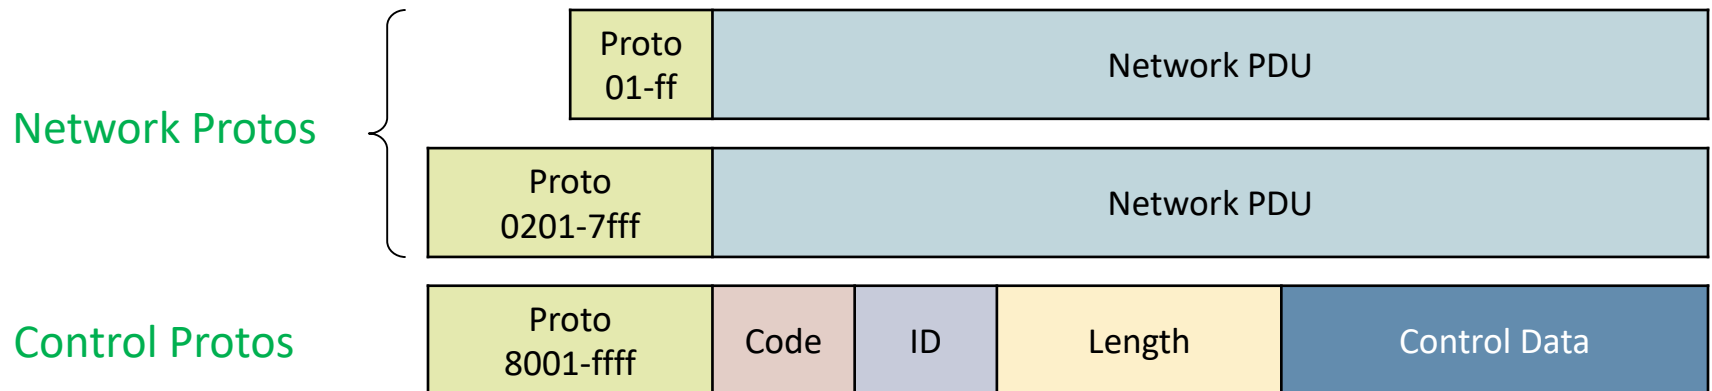 Network Protos
Proto
01-ff
Network PDU
Proto
0201-7fff
Network PDU
Control Protos
Proto
8001-ffff
Code
ID
Length
Control Data